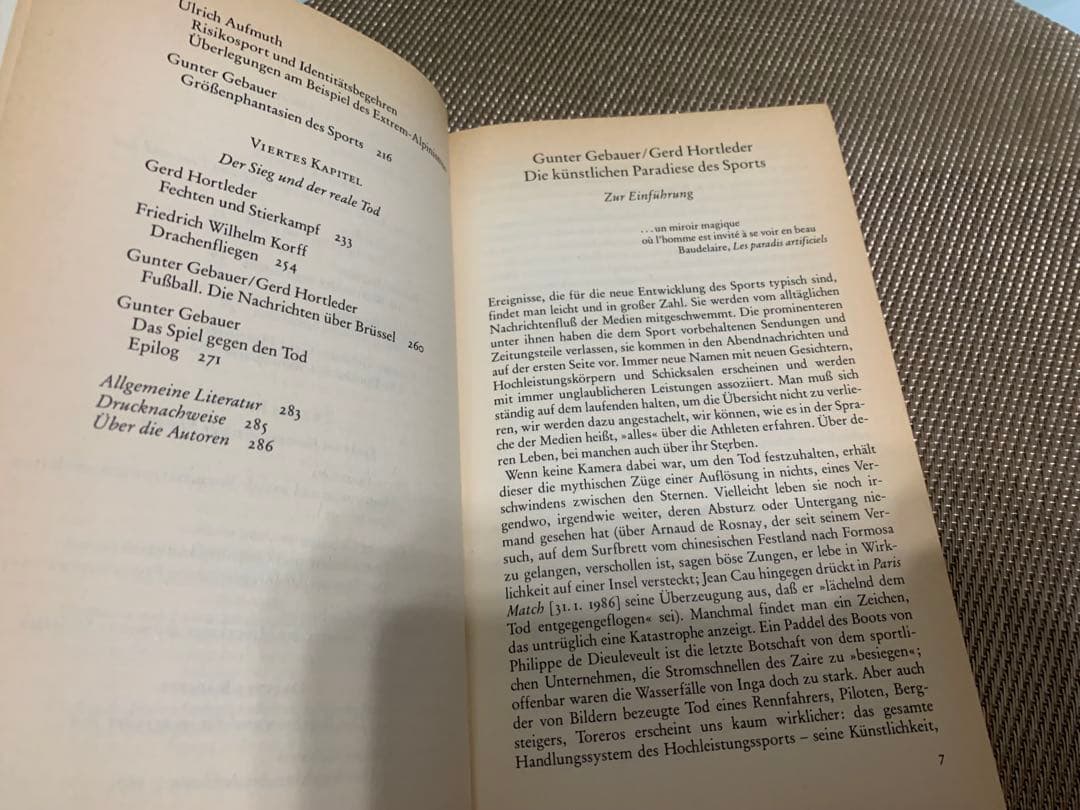 Ulrich Aufmuth
Risikosport und Identitätsbegehren
Überlegungen am Beispiel des Extrem-Alpinismus
Gunter Gebauer
Größenphantasien des Sports 216
VIERTES KAPITEL
Der Sieg und der reale Tod
Gerd Hortleder
Fechten und Stierkampf 233
Friedrich Wilhelm Korff
Drachenfliegen 254
Gunter Gebauer/Gerd Hortleder
Fußball. Die Nachrichten über Brüssel 260
Gunter Gebauer
Das Spiel gegen den Tod
Epilog 271
Allgemeine Literatur 283
Drucknachweise 285
Über die Autoren 286
Gunter Gebauer/Gerd Hortleder
Die künstlichen Paradiese des Sports
Zur Einführung
...un miroir magique
où l'homme est invité à se voir en beau
Baudelaire, Les paradis artificiels
Ereignisse, die für die neue Entwicklung des Sports typisch sind,
findet man leicht und in großer Zahl. Sie werden vom alltäglichen
Nachrichtenfluß der Medien mitgeschwemmt. Die prominenteren
unter ihnen haben die dem Sport vorbehaltenen Sendungen und
Zeitungsteile verlassen, sie kommen in den Abendnachrichten und
auf der ersten Seite vor. Immer neue Namen mit neuen Gesichtern,
Hochleistungskörpern und Schicksalen erscheinen und werden
mit immer unglaublicheren Leistungen assoziiert. Man muß sich
ständig auf dem laufenden halten, um die Übersicht nicht zu verlie-
ren, wir werden dazu angestachelt, wir können, wie es in der Spra-
che der Medien heißt, »alles« über die Athleten erfahren. Über de-
ren Leben, bei manchen auch über ihr Sterben.
Wenn keine Kamera dabei war, um den Tod festzuhalten, erhält
dieser die mythischen Züge einer Auflösung in nichts, eines Ver-
schwindens zwischen den Sternen. Vielleicht leben sie noch ir-
gendwo, irgendwie weiter, deren Absturz oder Untergang nie-
mand gesehen hat (über Arnaud de Rosnay, der seit seinem Ver-
such, auf dem Surfbrett vom chinesischen Festland nach Formosa
zu gelangen, verschollen ist, sagen böse Zungen, er lebe in Wirk-
lichkeit auf einer Insel versteckt; Jean Cau hingegen drückt in Paris
Match [31. 1. 1986] seine Überzeugung aus, daß er »lächelnd dem
Tod entgegengeflogen« sei). Manchmal findet man ein Zeichen,
das untrüglich eine Katastrophe anzeigt. Ein Paddel des Boots von
Philippe de Dieuleveult ist die letzte Botschaft von dem sportli-
chen Unternehmen, die Stromschnellen des Zaire zu »besiegen«;
offenbar waren die Wasserfälle von Inga doch zu stark. Aber auch
der von Bildern bezeugte Tod eines Rennfahrers, Piloten, Berg-
steigers, Toreros erscheint uns kaum wirklicher: das gesamte
Handlungssystem des Hochleistungssports – seine Künstlichkeit,
7